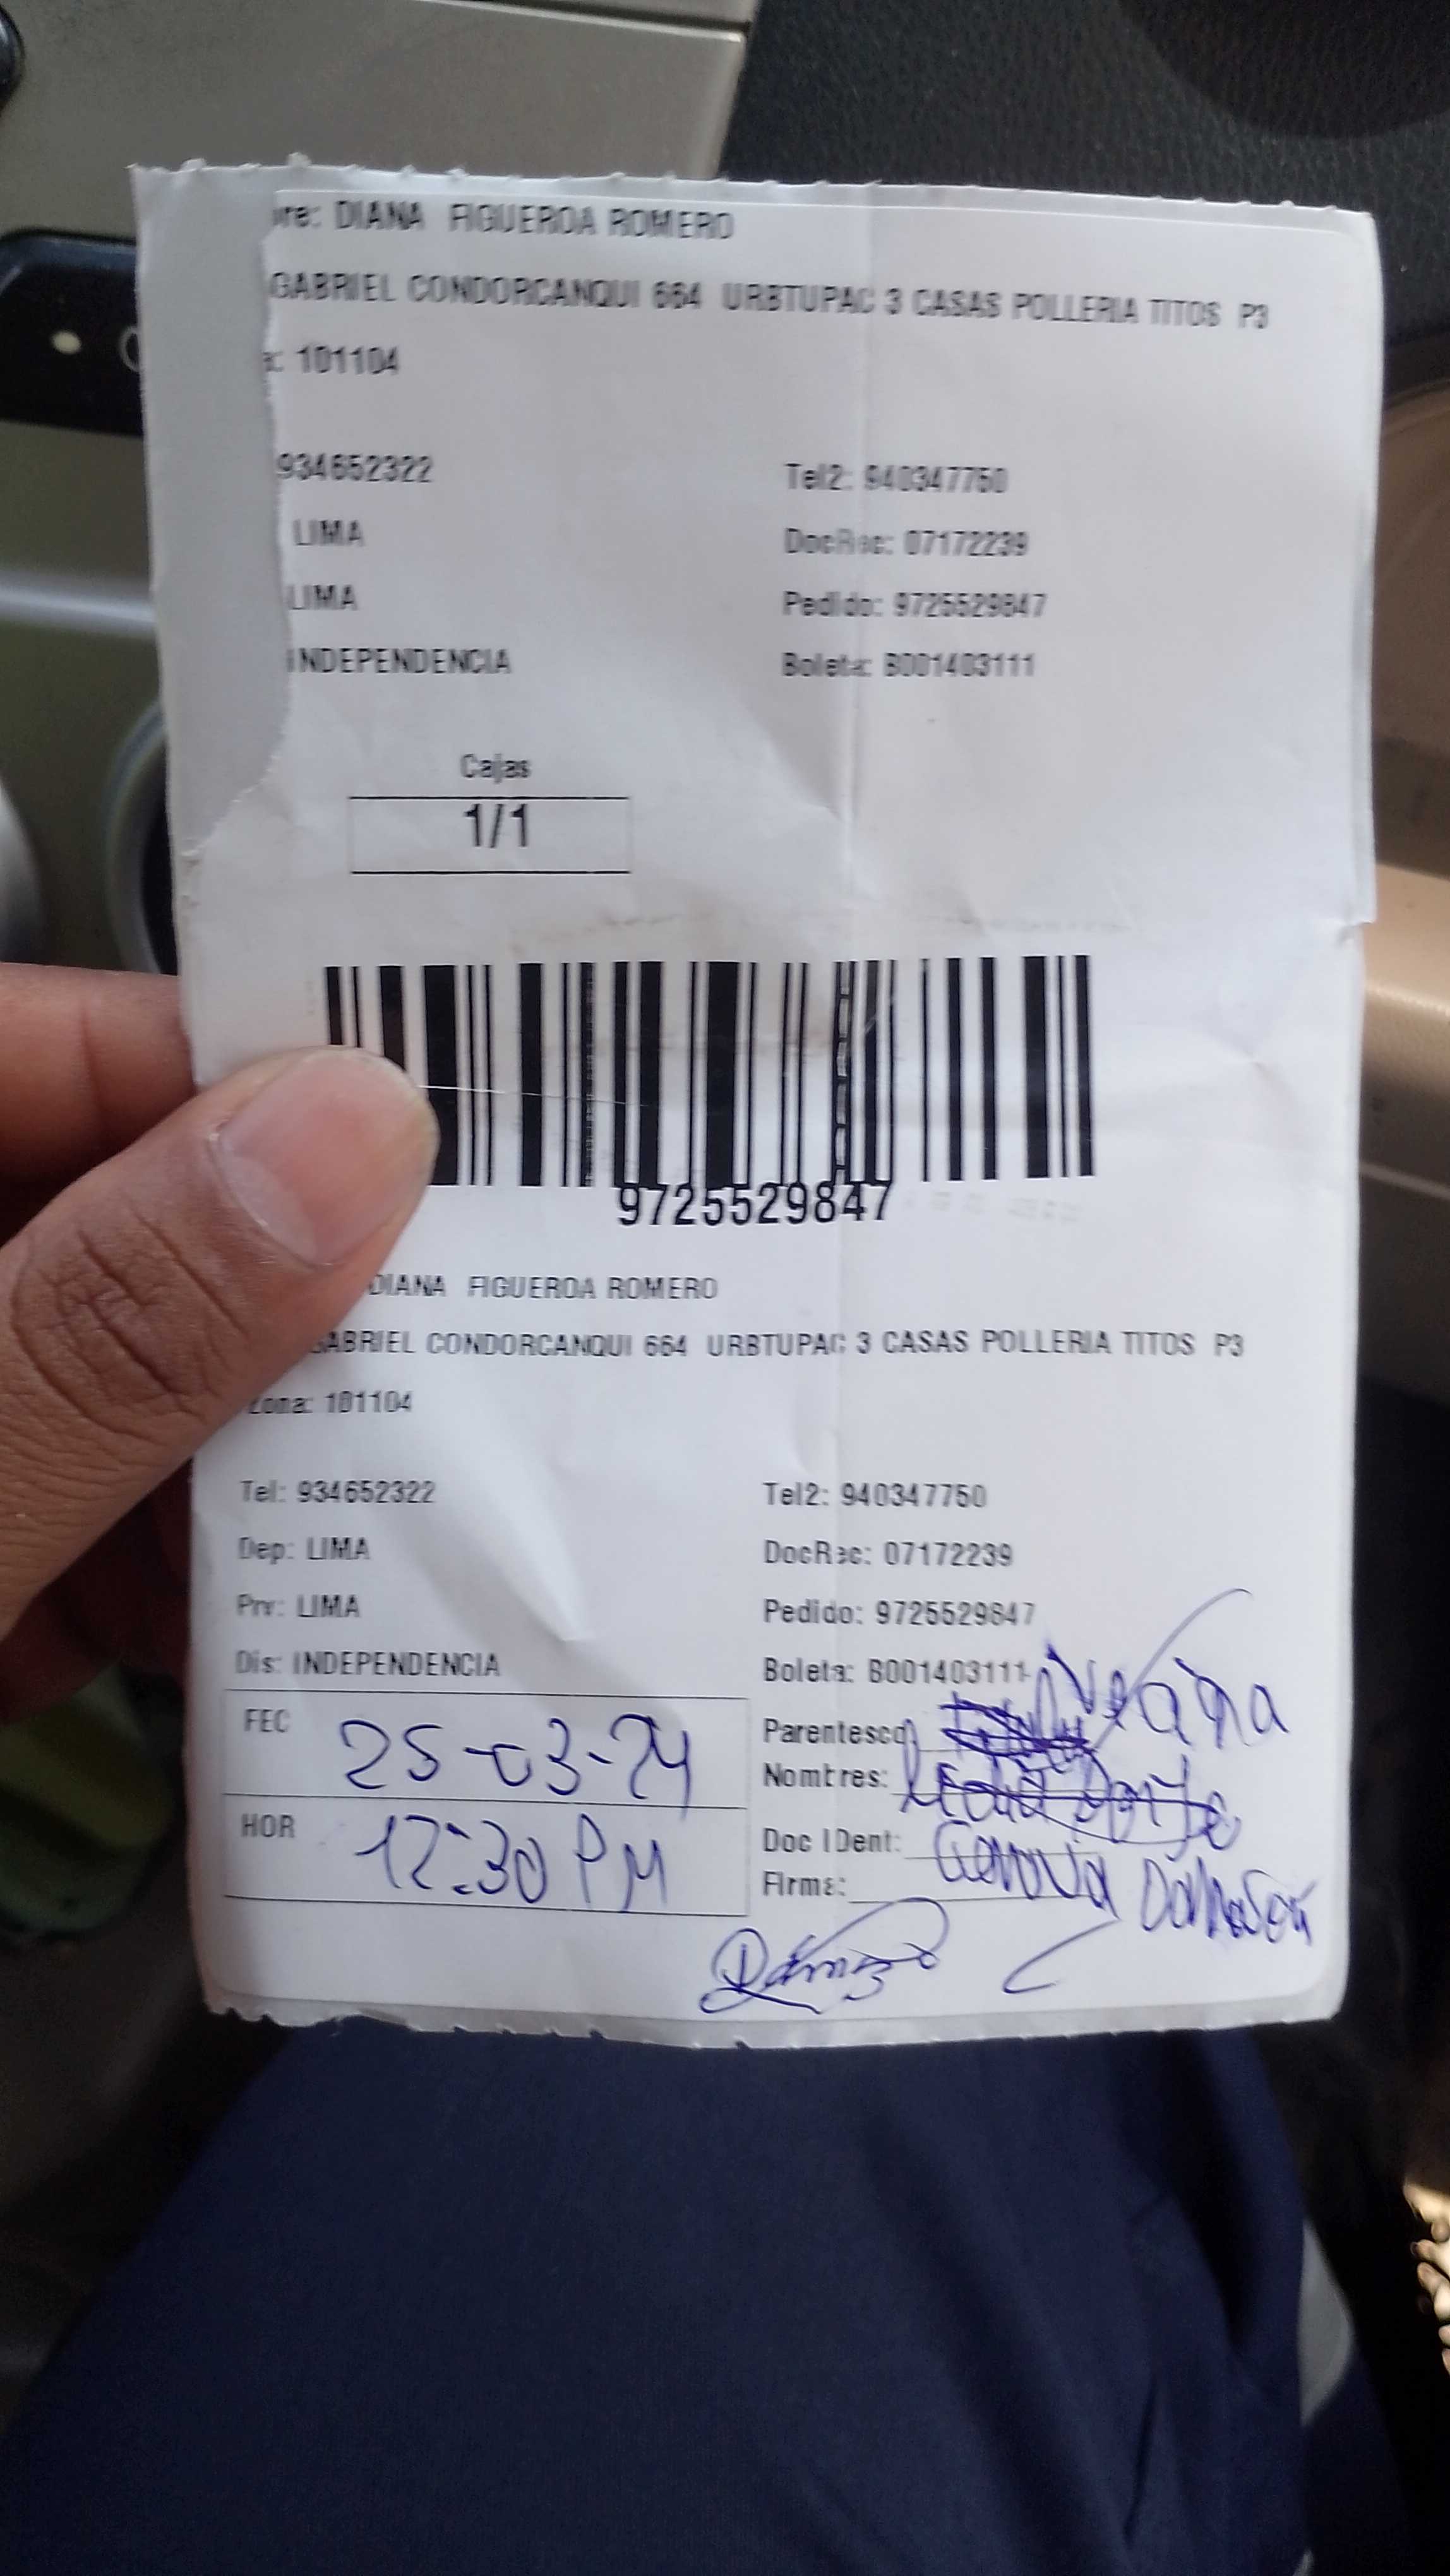 re: DIANA FIGUEROA ROMERO
GABRIEL CONDORCANQUI 664 URBTUPAC 3 CASAS POLLERIA TITOS P3
a: 101104
934652322 Tel2: 940347750
LIMA DocRec: 07172239
LIMA Pedido: 9725529847
INDEPENDENCIA Boleta: B001403111
Cajas
1/1
9725529847
DIANA FIGUEROA ROMERO
GABRIEL CONDORCANQUI 664 URBTUPAC 3 CASAS POLLERIA TITOS P3
Zona: 101104
Tel: 934652322 Tel2: 940347750
Dep: LIMA DocRec: 07172239
Prv: LIMA Pedido: 9725529847
Dis: INDEPENDENCIA Boleta: B001403111
FEC 25-03-24 Parentesco
Nombres:
HOR 12:30 PM Doc IDent:
Firma: